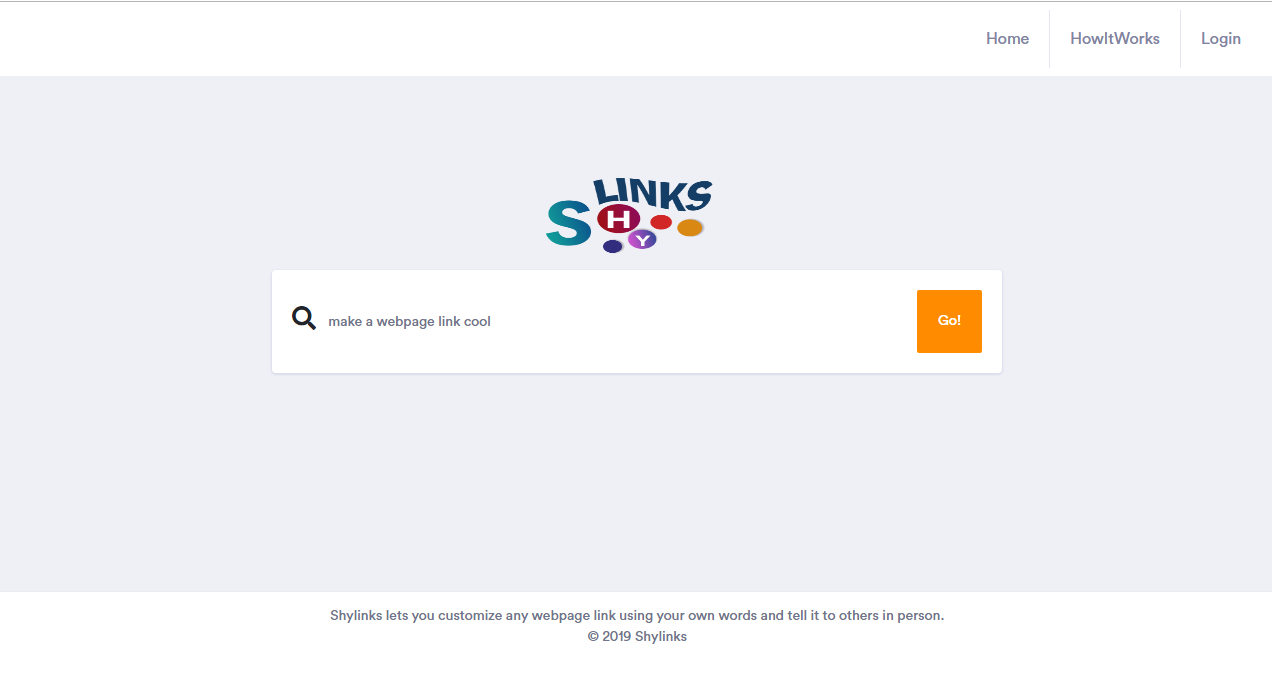 Home
HowItWorks
Login
LINKS
SHY
make a webpage link cool
Go!
Shylinks lets you customize any webpage link using your own words and tell it to others in person.
© 2019 Shylinks